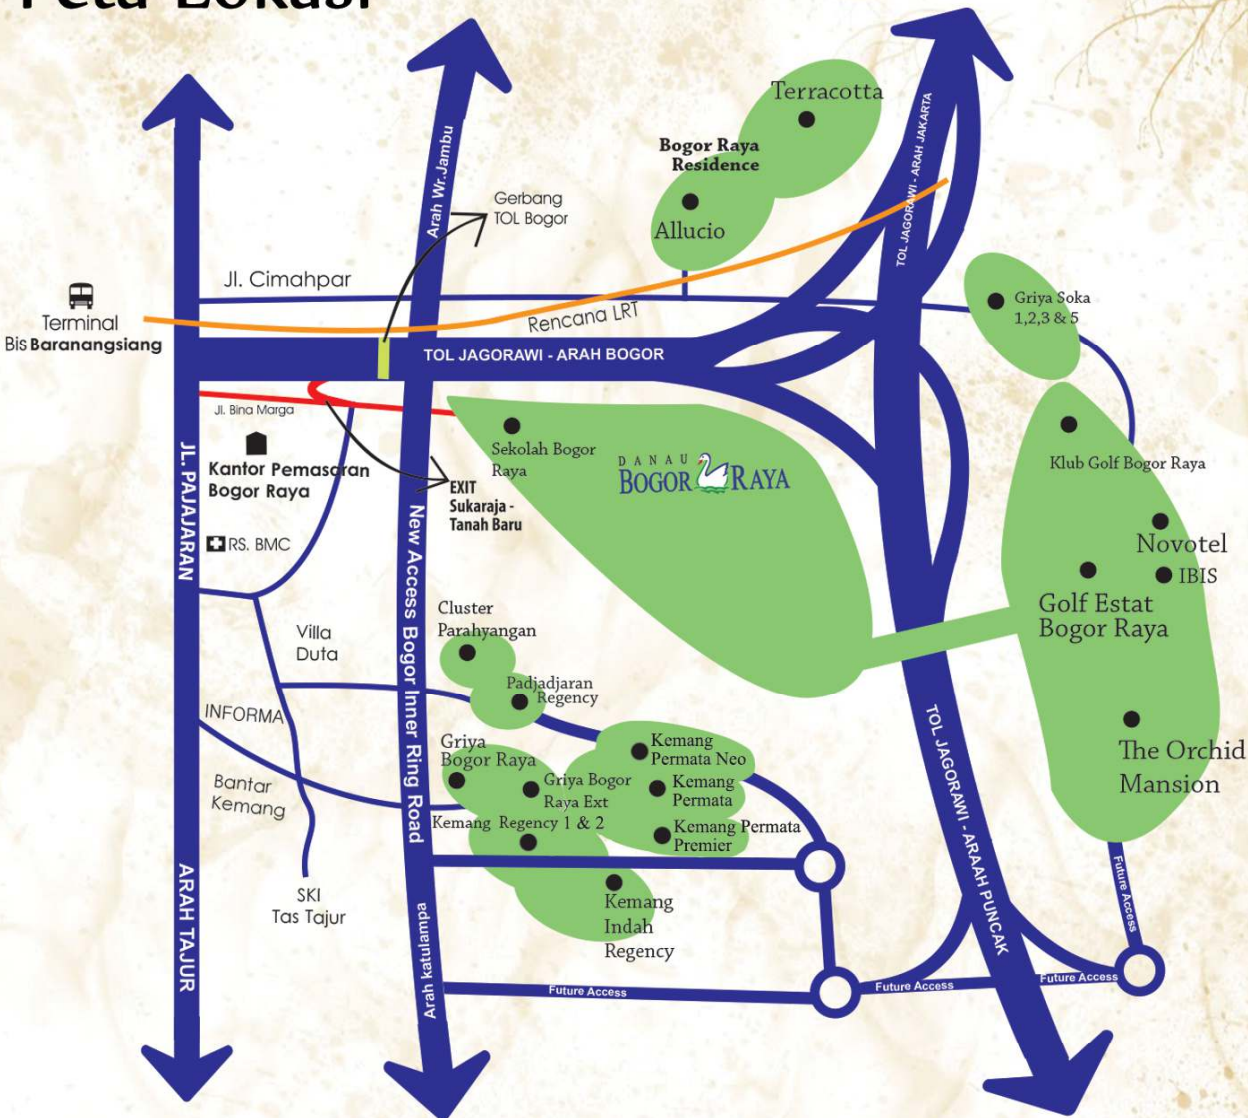 Peta Lokasi
Terracotta
Bogor Raya
Residence
Allucio
Arah Wr.Jambu
TOL JAGORAWI - ARAH JAKARTA
Gerbang
TOL Bogor
Jl. Cimahpar
Griya Soka
1,2,3 & 5
Terminal
Bis Baranangsiang
Rencana LRT
TOL JAGORAWI - ARAH BOGOR
Jl. Bina Marga
Kantor Pemasaran
Bogor Raya
JL. PAJAJARAN
Sekolah Bogor
Raya
DANAU
BOGOR RAYA
Klub Golf Bogor Raya
EXIT
Sukaraja -
Tanah Baru
RS. BMC
New Access Bogor Inner Ring Road
Novotel
IBIS
Golf Estat
Bogor Raya
Cluster
Parahyangan
Villa
Duta
Padjadjaran
Regency
INFORMA
Griya
Bogor Raya
Kemang
Permata Neo
TOL JAGORAWI - ARAAH PUNCAK
The Orchid
Mansion
Bantar
Kemang
Griya Bogor
Raya Ext
Kemang
Permata
Kemang Regency 1 & 2
Kemang Permata
Premier
ARAH TAJUR
SKI
Tas Tajur
Arah katulampa
Kemang
Indah
Regency
Future Access
Future Access
Future Access
Future Access